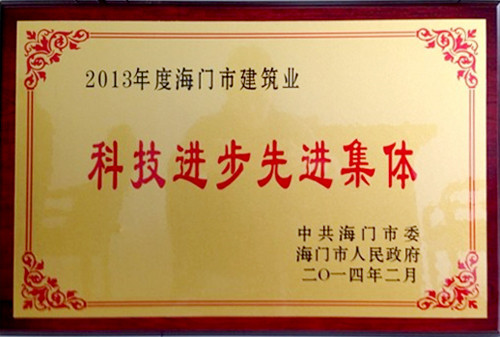 2013年度海门市建筑业
科技进步先进集体
中共海门市委
海门市人民政府
二〇一四年二月